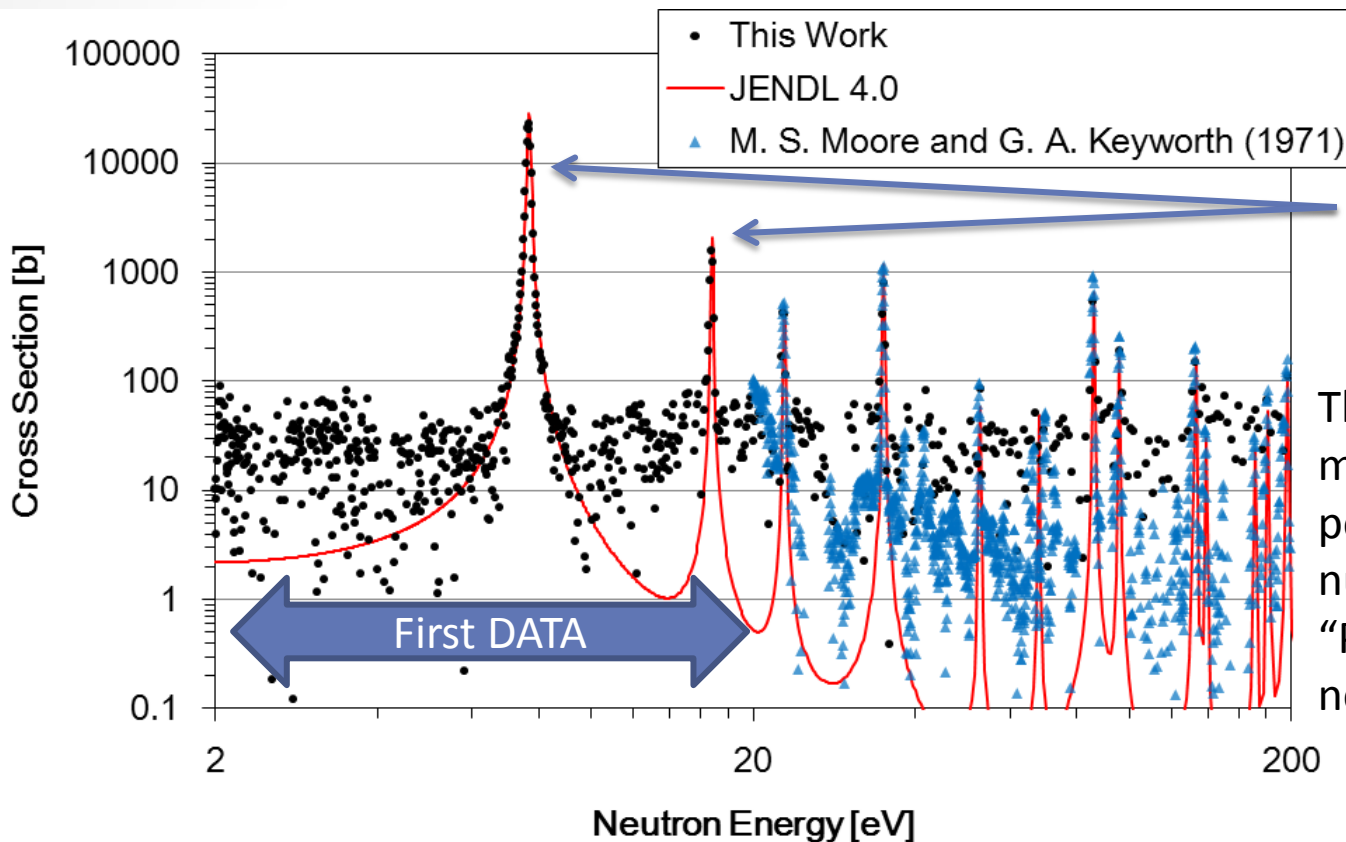 This Work
JENDL 4.0
M. S. Moore and G. A. Keyworth (1971)
100000
10000
1000
100
10
1
0.1
Cross Section [b]
First DATA
2
20
200
Neutron Energy [eV]